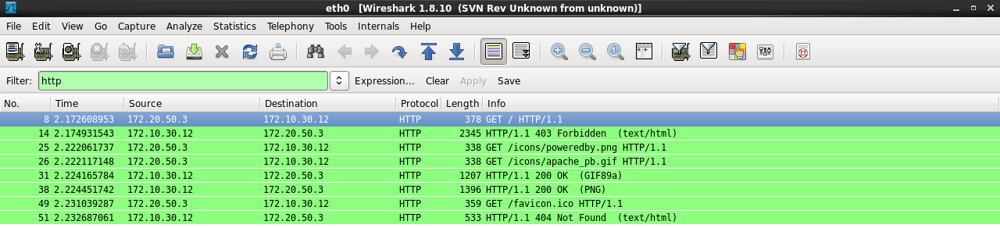 eth0 [Wireshark 1.8.10 (SVN Rev Unknown from unknown)]
File Edit View Go Capture Analyze Statistics Telephony Tools Internals Help
Filter: http Expression... Clear Apply Save
No. Time Source Destination Protocol Length Info
8 2.172608953 172.20.50.3 172.10.30.12 HTTP 378 GET / HTTP/1.1
14 2.174931543 172.10.30.12 172.20.50.3 HTTP 2345 HTTP/1.1 403 Forbidden (text/html)
25 2.222061737 172.20.50.3 172.10.30.12 HTTP 338 GET /icons/poweredby.png HTTP/1.1
26 2.222117148 172.20.50.3 172.10.30.12 HTTP 338 GET /icons/apache_pb.gif HTTP/1.1
31 2.224165784 172.10.30.12 172.20.50.3 HTTP 1207 HTTP/1.1 200 OK (GIF89a)
38 2.224451742 172.10.30.12 172.20.50.3 HTTP 1396 HTTP/1.1 200 OK (PNG)
49 2.231039287 172.20.50.3 172.10.30.12 HTTP 359 GET /favicon.ico HTTP/1.1
51 2.232687061 172.10.30.12 172.20.50.3 HTTP 533 HTTP/1.1 404 Not Found (text/html)